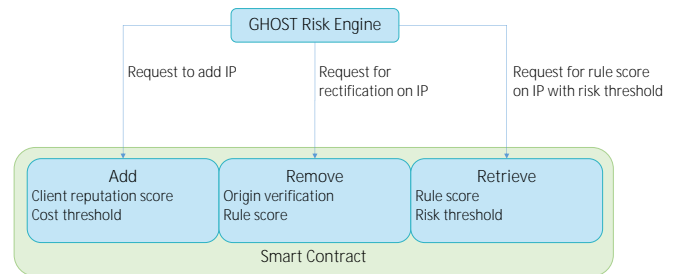 GHOST Risk Engine
Request to add IP
Request for
rectification on IP
Request for rule score
on IP with risk threshold
Add
Client reputation score
Cost threshold
Remove
Origin verification
Rule score
Retrieve
Rule score
Risk threshold
Smart Contract